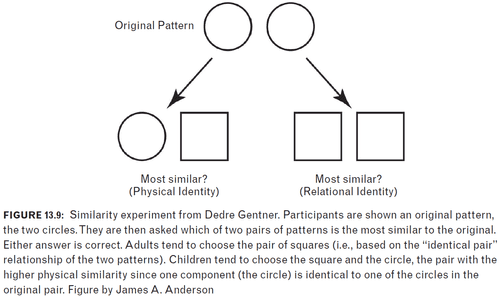 Original Pattern
Most similar?
(Physical Identity)
Most similar?
(Relational Identity)
FIGURE 13.9: Similarity experiment from Dedre Gentner. Participants are shown an original pattern,
the two circles. They are then asked which of two pairs of patterns is the most similar to the original.
Either answer is correct. Adults tend to choose the pair of squares (i.e., based on the “identical pair”
relationship of the two patterns). Children tend to choose the square and the circle, the pair with the
higher physical similarity since one component (the circle) is identical to one of the circles in the
original pair. Figure by James A. Anderson